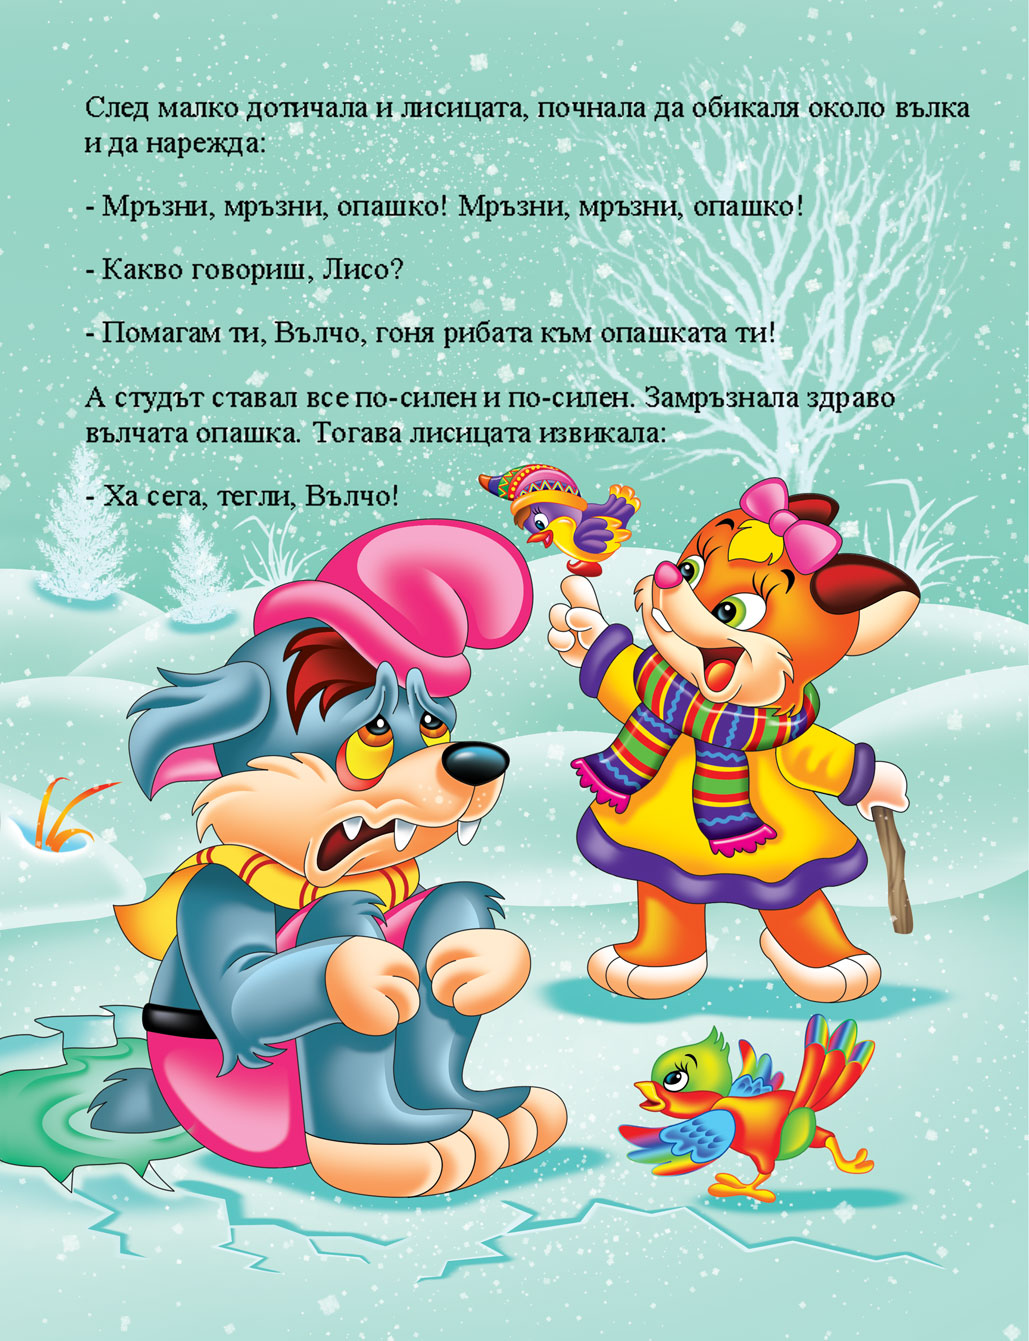 След малко дотичала и лисицата, почнала да обикаля около вълка
и да нарежда:
- Мръзни, мръзни, опашко! Мръзни, мръзни, опашко!
- Какво говориш, Лисо?
- Помагам ти, Вълчо, гоня рибата към опашката ти!
А студът ставал все по-силен и по-силен. Замръзнала здраво
вълчата опашка. Тогава лисицата извикала:
- Ха сега, тегли, Вълчо!